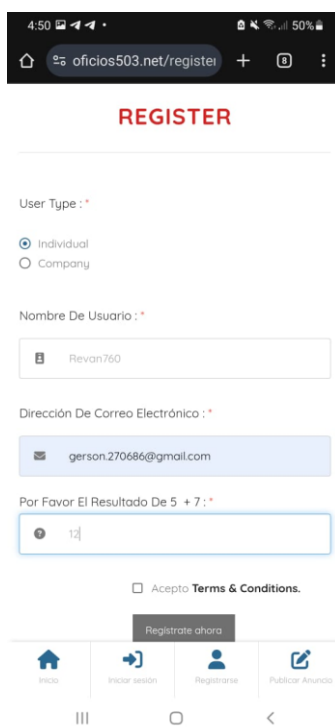 4:50
50%
oficios503.net/register
8
REGISTER
User Type : *
Individual
Company
Nombre De Usuario : *
Revan760
Dirección De Correo Electrónico : *
gerson.270686@gmail.com
Por Favor El Resultado De 5 + 7 : *
12
Acepto Terms & Conditions.
Registrate ahora
Inicio
Iniciar sesión
Registrarse
Publicar Anuncio